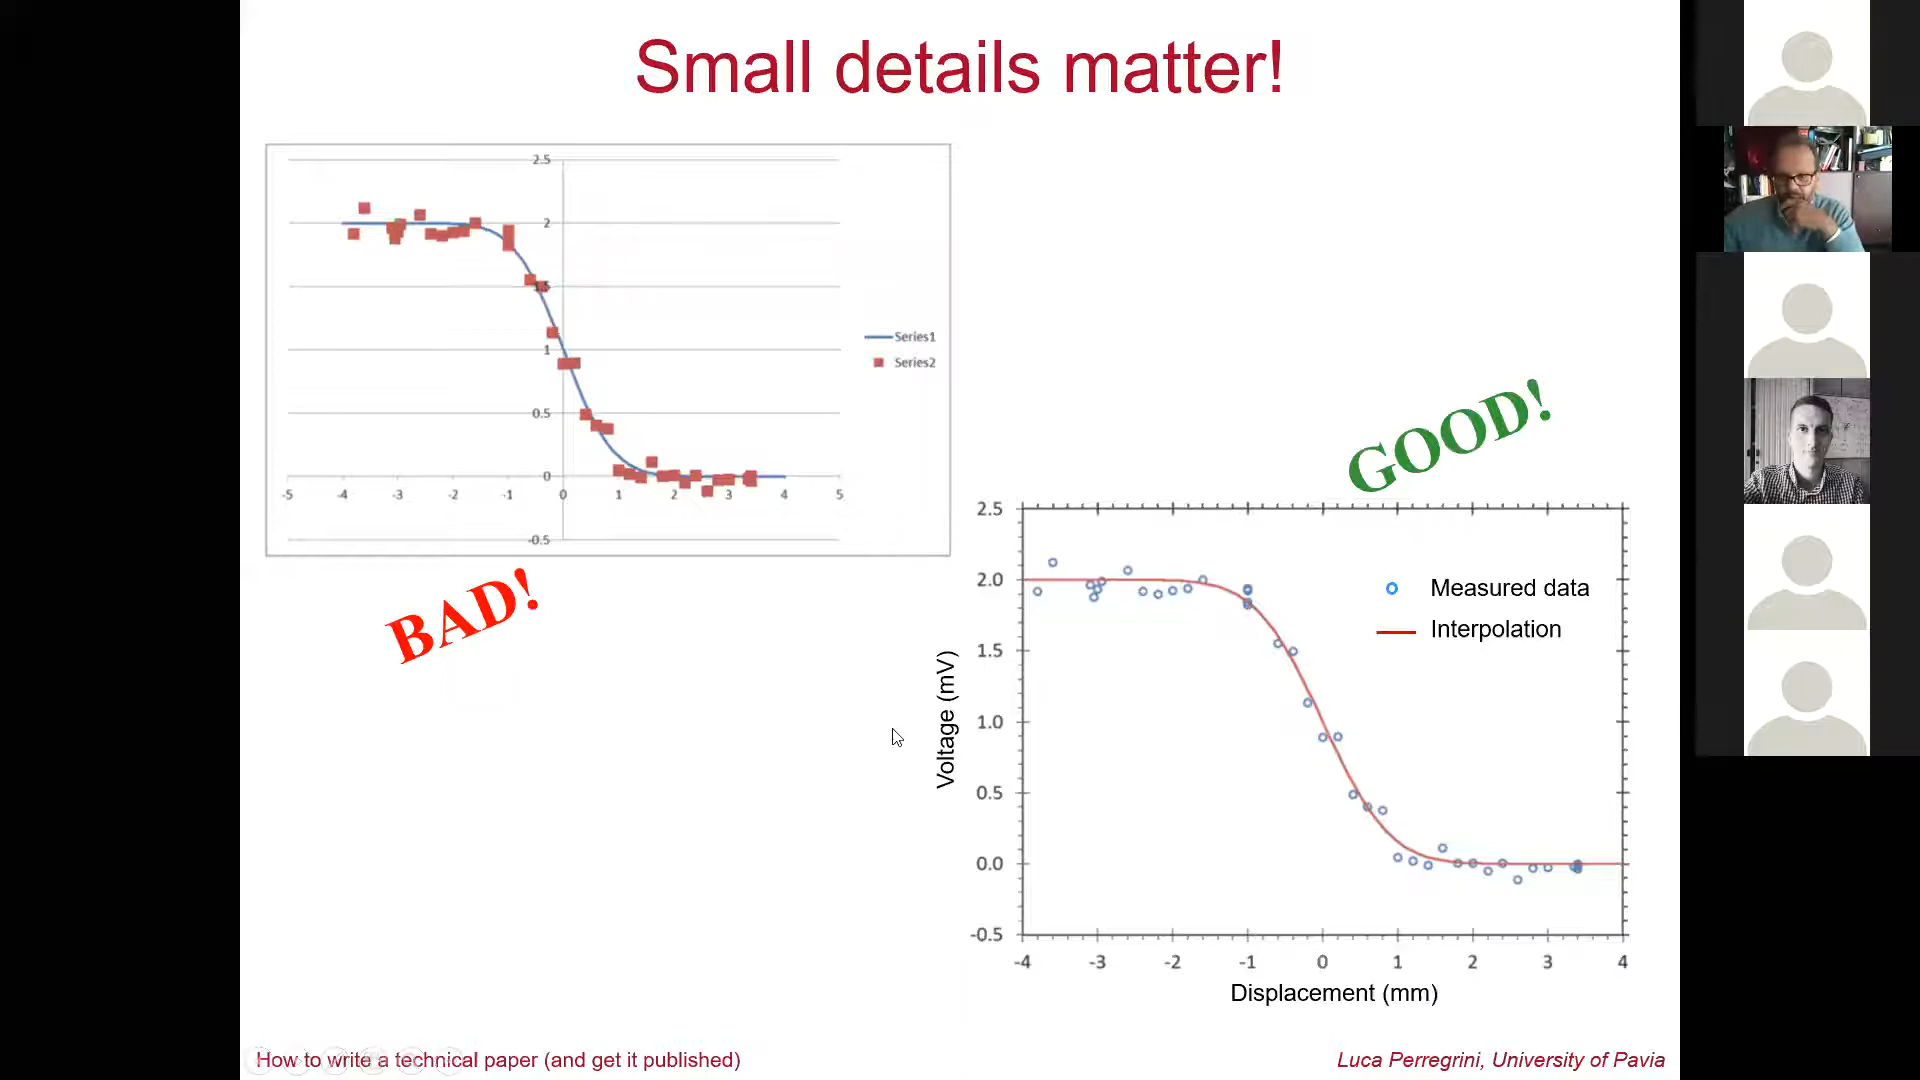 Small details matter!
2.5
2
1.5
1
0.5
0
-0.5
-5 -4 -3 -2 -1 0 1 2 3 4 5
Series1
Series2
BAD!
GOOD!
2.5
2.0
1.5
1.0
0.5
0.0
-0.5
-4 -3 -2 -1 0 1 2 3 4
Voltage (mV)
Displacement (mm)
Measured data
Interpolation
How to write a technical paper (and get it published)
Luca Perregrini, University of Pavia